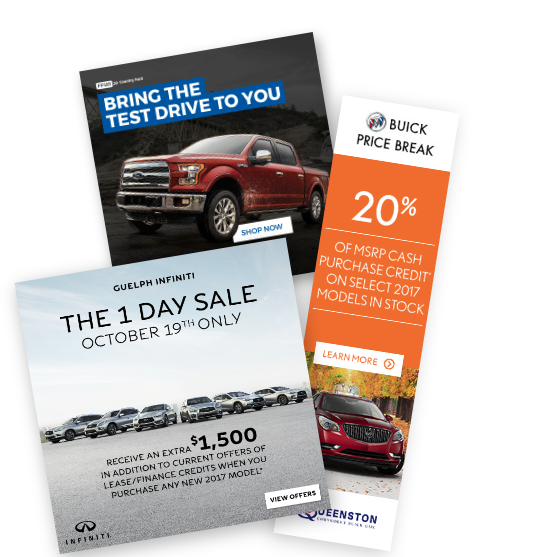 BRING THE
TEST DRIVE TO YOU
SHOP NOW
BUICK
PRICE BREAK
20%
OF MSRP CASH
PURCHASE CREDIT*
ON SELECT 2017
MODELS IN STOCK
LEARN MORE
QUEENSTON
GUELPH INFINITI
THE 1 DAY SALE
OCTOBER 19TH ONLY
RECEIVE AN EXTRA $1,500
IN ADDITION TO CURRENT OFFERS OF
LEASE/FINANCE CREDITS WHEN YOU
PURCHASE ANY NEW 2017 MODEL*
VIEW OFFERS
INFINITI